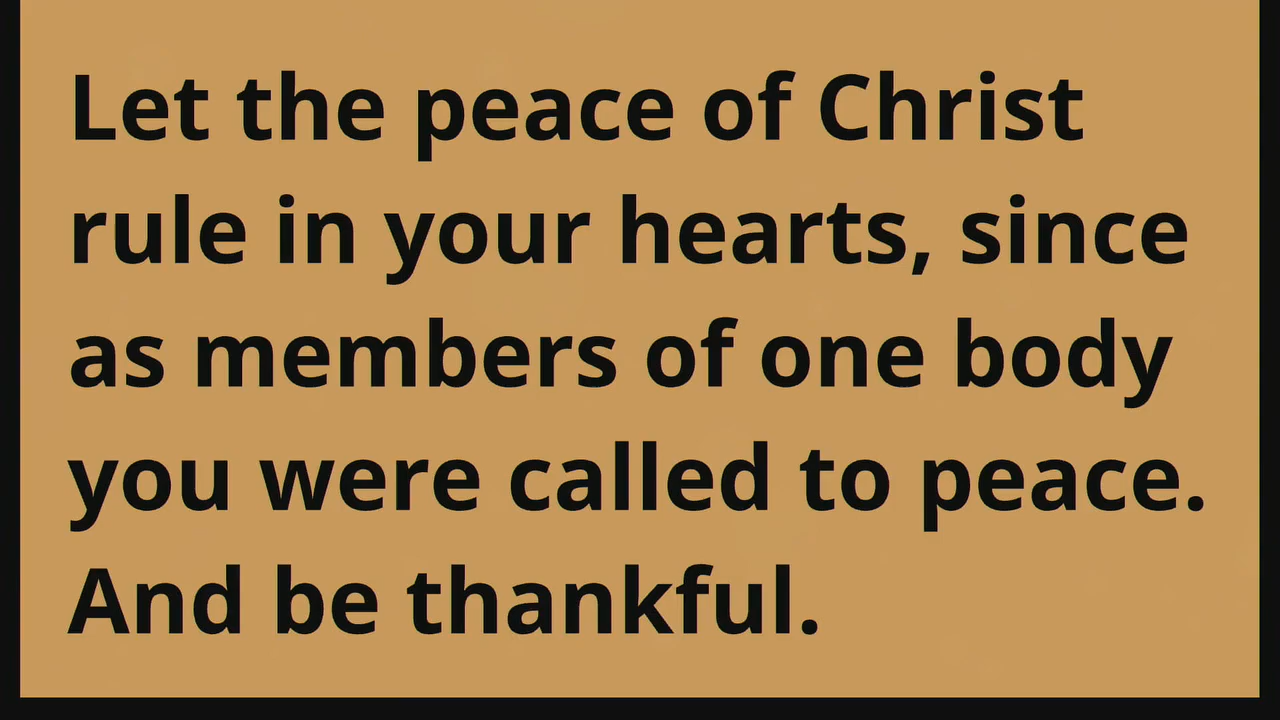 Let the peace of Christ
rule in your hearts, since
as members of one body
you were called to peace.
And be thankful.